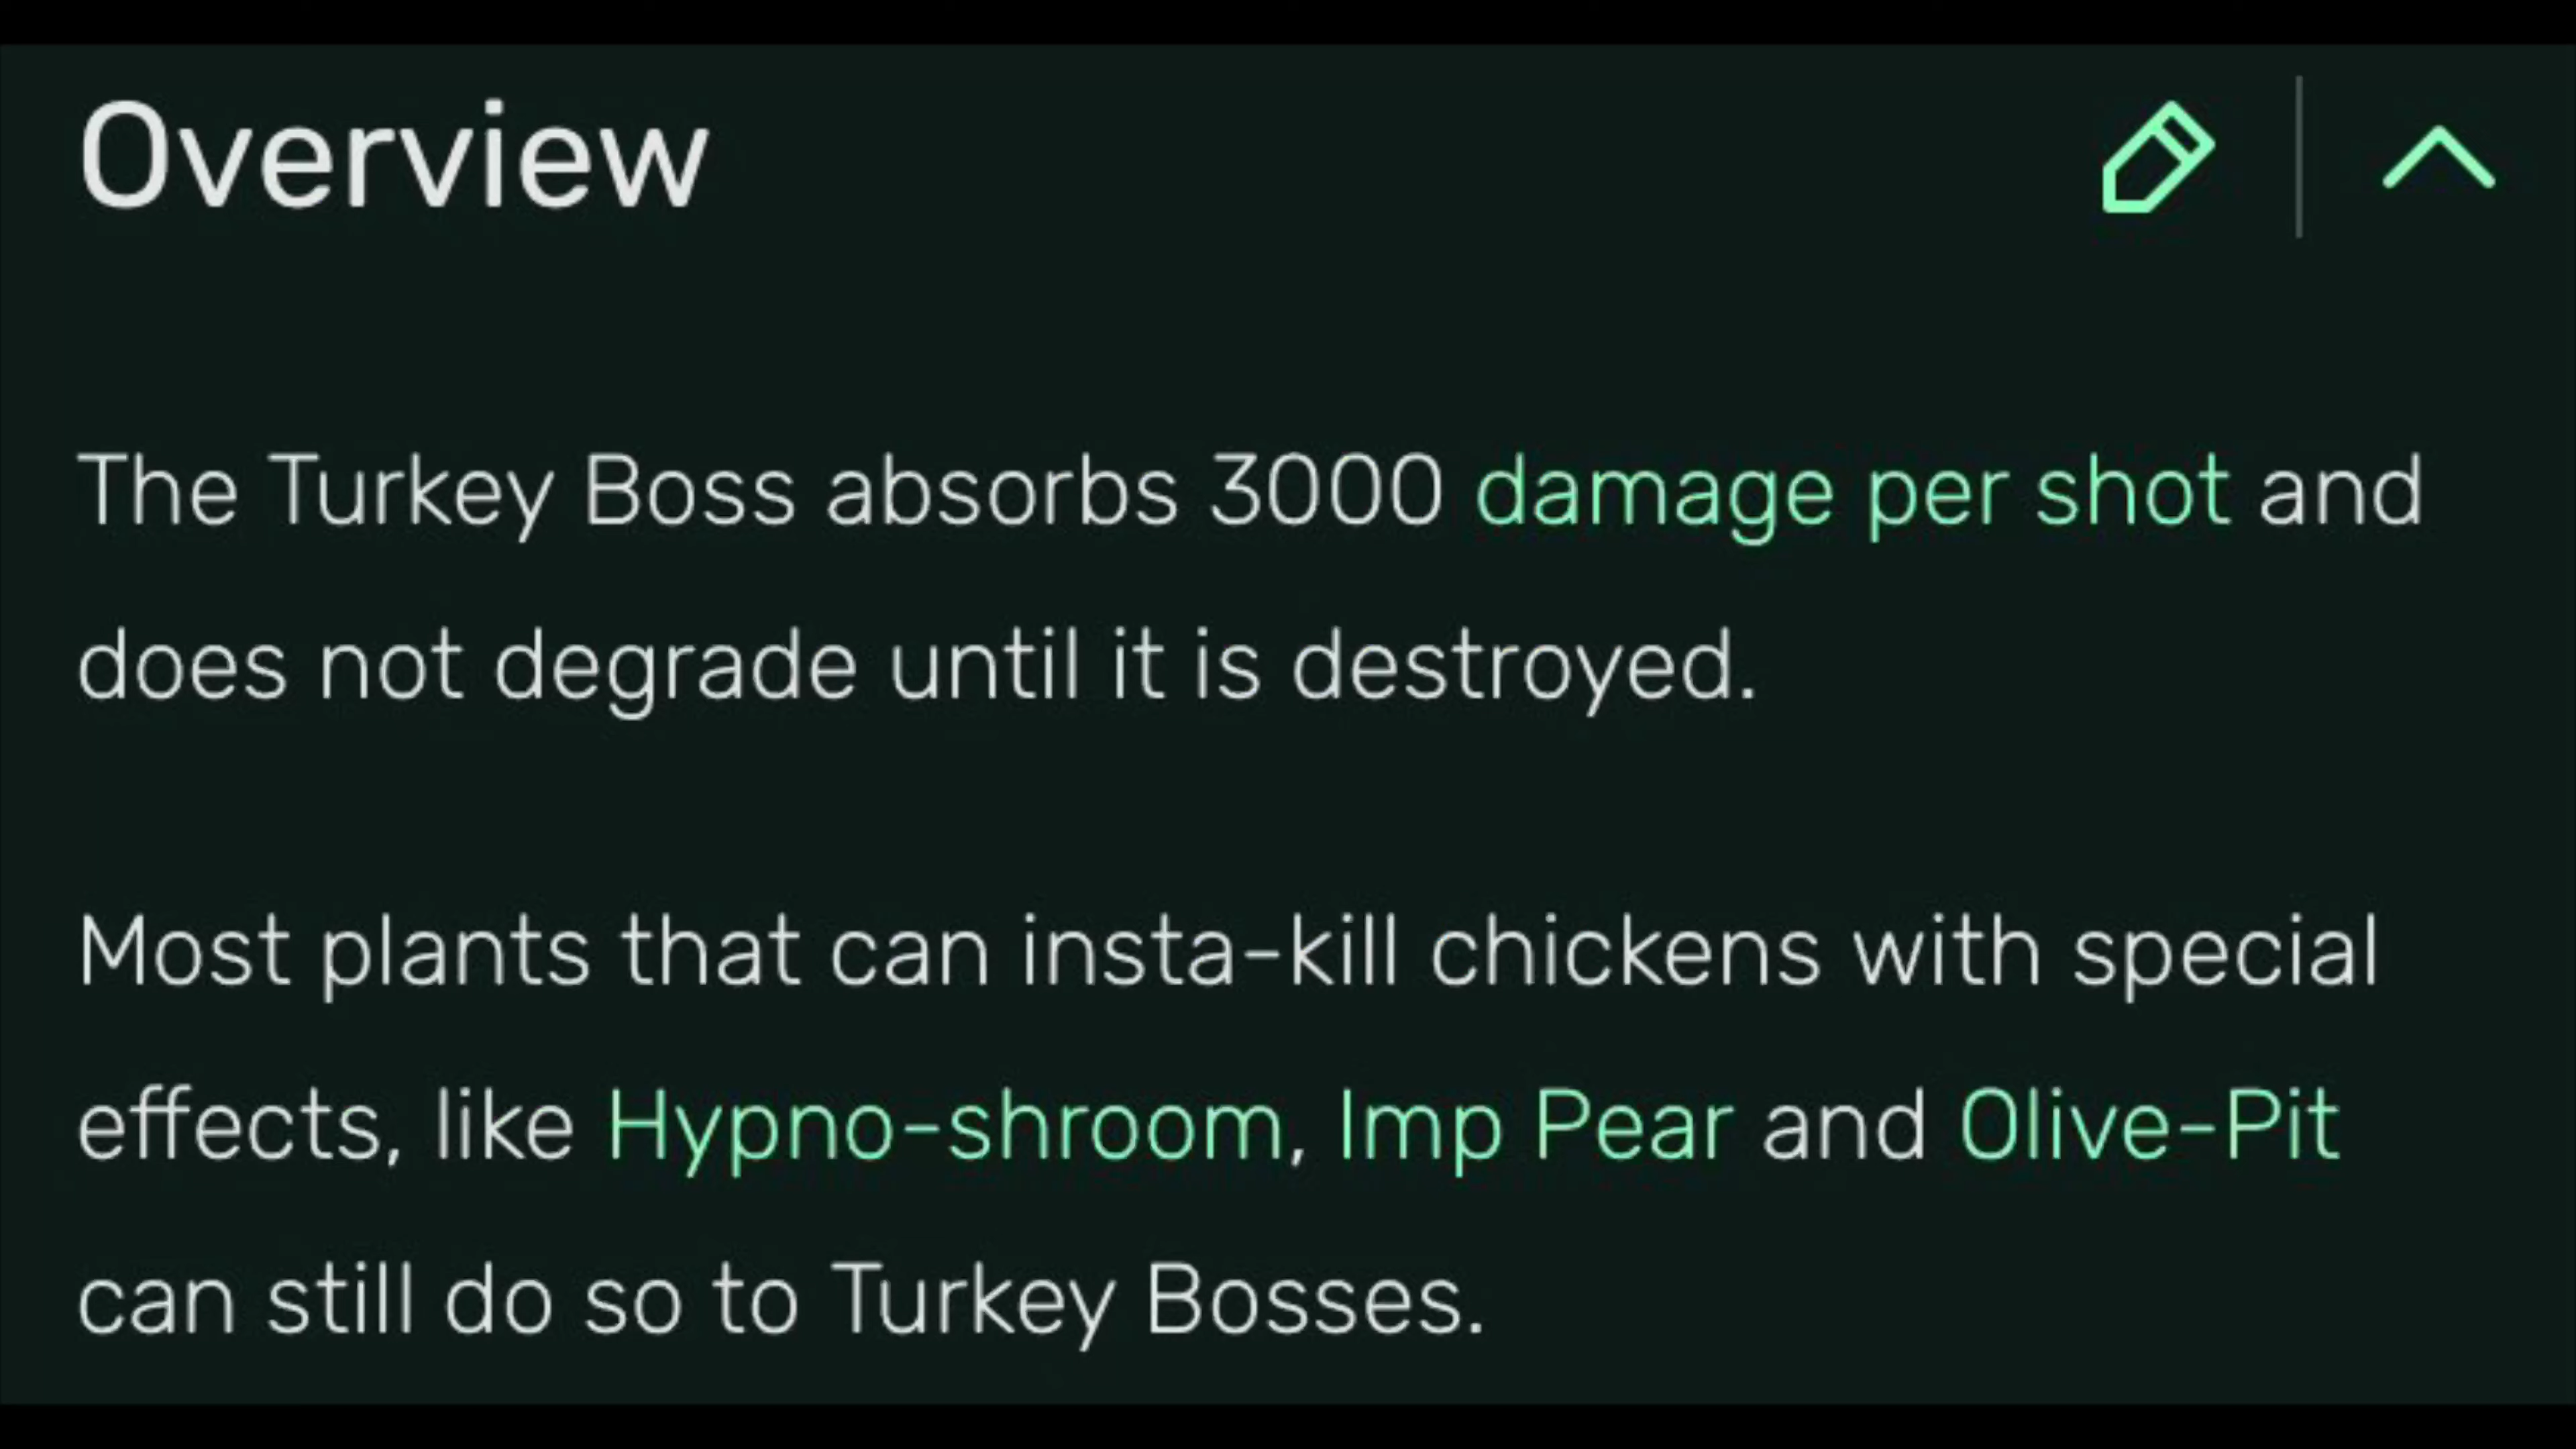 Overview
The Turkey Boss absorbs 3000 damage per shot and
does not degrade until it is destroyed.
Most plants that can insta-kill chickens with special
effects, like Hypno-shroom, Imp Pear and Olive-Pit
can still do so to Turkey Bosses.